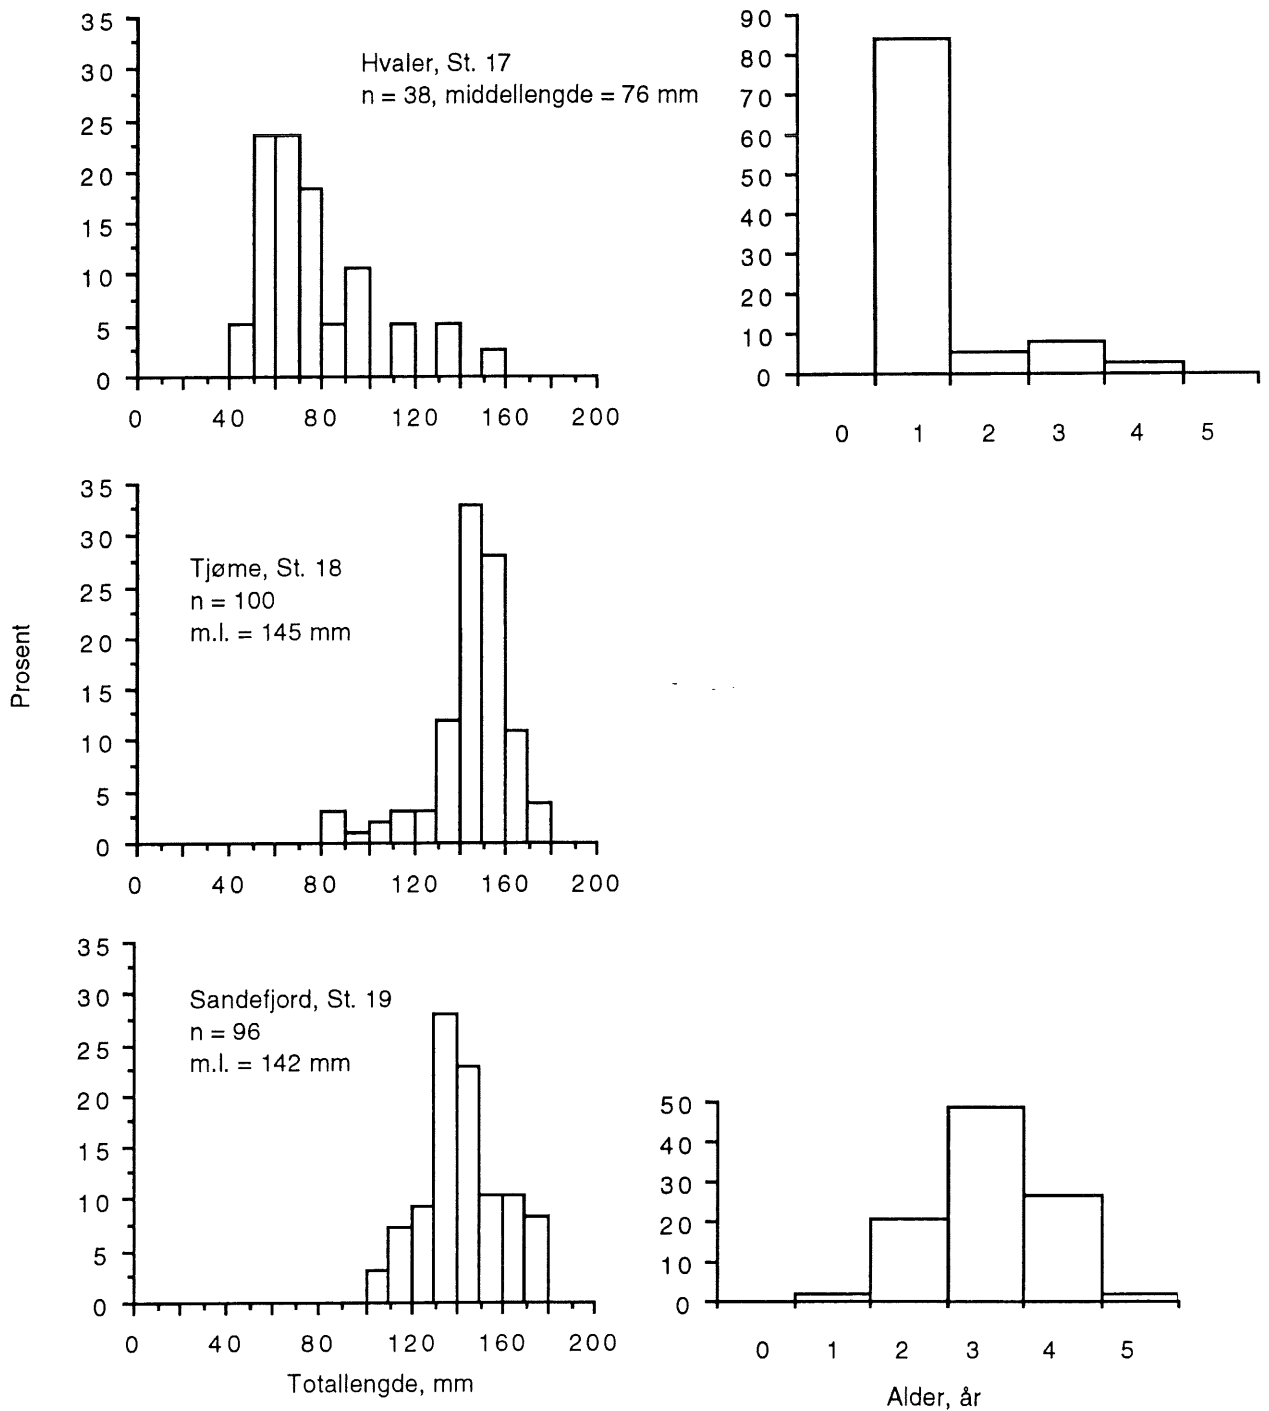 35
30
25
20
15
10
5
0
0 40 80 120 160 200
Hvaler, St. 17
n = 38, middellengde = 76 mm
90
80
70
60
50
40
30
20
10
0
0 1 2 3 4 5
35
30
25
20
15
10
5
0
0 40 80 120 160 200
Tjøme, St. 18
n = 100
m.l. = 145 mm
Prosent
35
30
25
20
15
10
5
0
0 40 80 120 160 200
Sandefjord, St. 19
n = 96
m.l. = 142 mm
Totallengde, mm
50
40
30
20
10
0
0 1 2 3 4 5
Alder, år